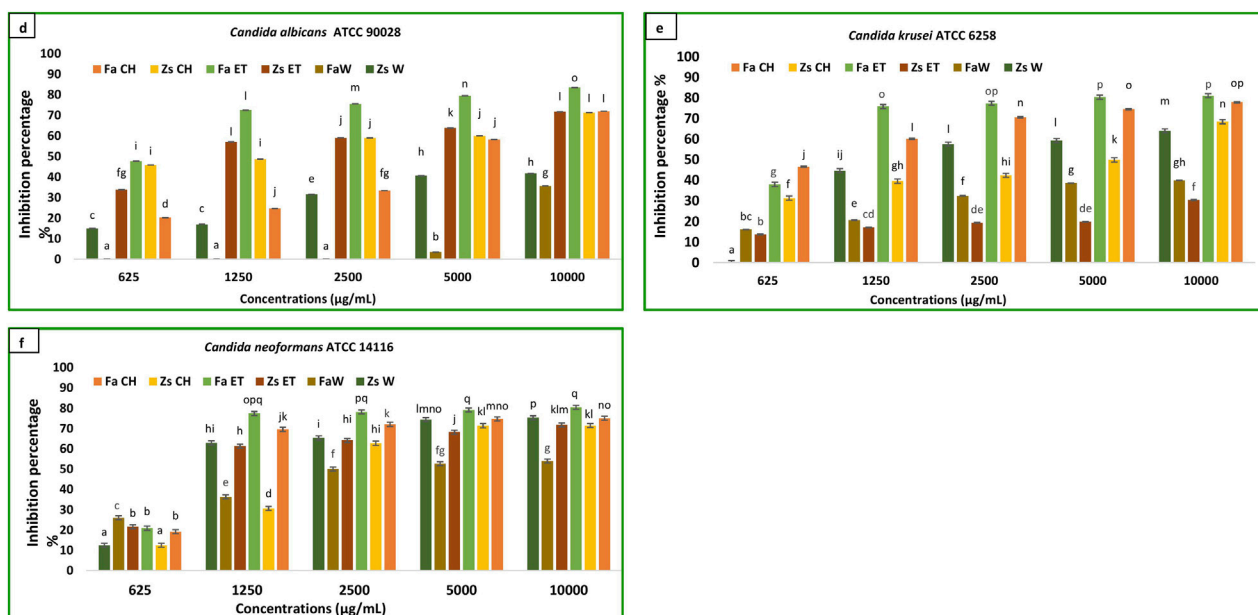 d
Candida albicans ATCC 90028
Fa CH Zs CH Fa ET Zs ET FaW Zs W
Inhibition percentage %
100
90
80
70
60
50
40
30
20
10
0
c a fg i i d
c a l l j j
e a j m j fg
h b k n j j
h g l o l l
625 1250 2500 5000 10000
Concentrations (µg/mL)
e
Candida krusei ATCC 6258
Fa CH Zs CH Fa ET Zs ET FaW Zs W
Inhibition percentage %
100
90
80
70
60
50
40
30
20
10
0
a bc b g f j
ij e cd o gh l
l f de op hi n
l g de p k o
m gh f p n op
625 1250 2500 5000 10000
Concentrations (µg/mL)
f
Candida neoformans ATCC 14116
Fa CH Zs CH Fa ET Zs ET FaW Zs W
Inhibition percentage %
100
90
80
70
60
50
40
30
20
10
0
a c b b a b
hi e h opq d jk
i f hi pq hi k
lmno fg j q kl mno
p g klm q kl no
625 1250 2500 5000 10000
Concentrations (µg/mL)